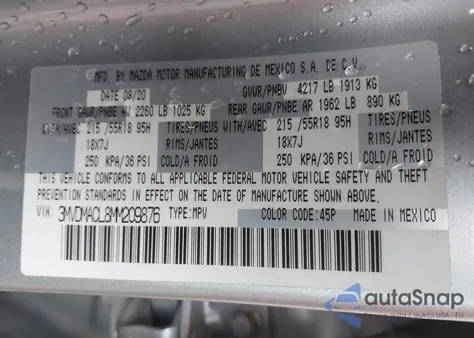 MFD. BY MAZDA MOTOR MANUFACTURING DE MEXICO S.A. DE C.V.
DATE 08/20 GVWR/PNBV 4217 LB 1913 KG
FRONT GAWR/PNBE AV 2260 LB 1025 KG REAR GAWR/PNBE AR 1962 LB 890 KG
WITH/AVEC 215 /55R18 95H TIRES/PNEUS WITH/AVEC 215 /55R18 95H TIRES/PNEUS
18X7J RIMS/JANTES 18X7J RIMS/JANTES
250 KPA/36 PSI COLD/A FROID 250 KPA/36 PSI COLD/A FROID
THIS VEHICLE CONFORMS TO ALL APPLICABLE FEDERAL MOTOR VEHICLE SAFETY AND THEFT
PREVENTION STANDARDS IN EFFECT ON THE DATE OF MANUFACTURE SHOWN ABOVE.
VIN: 3MVDMACL8MM209876 TYPE:MPV COLOR CODE:45P MADE IN MEXICO
autoSnap